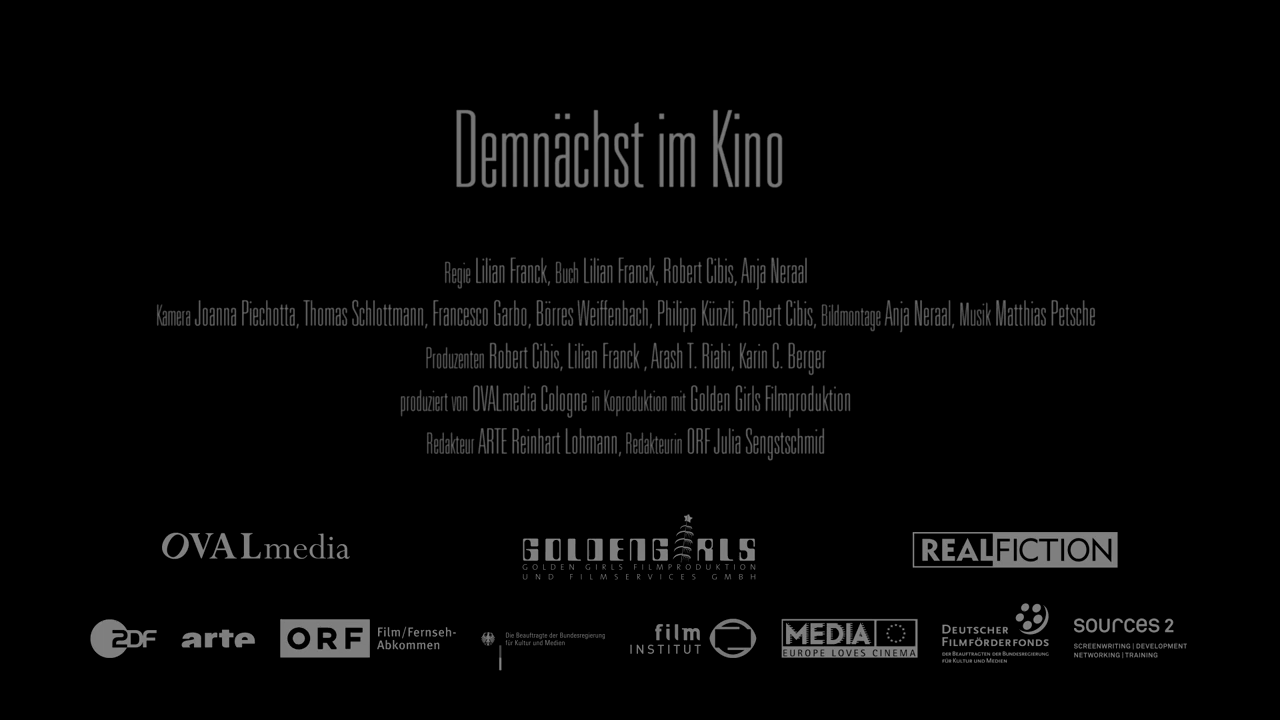 Demnächst im Kino
Regie Lilian Franck, Buch Lilian Franck, Robert Cibis, Anja Neraal
Kamera Joanna Piechotta, Thomas Schlottmann, Francesco Garbo, Börres Weiffenbach, Philipp Künzli, Robert Cibis, Bildmontage Anja Neraal, Musik Matthias Petsche
Produzenten Robert Cibis, Lilian Franck , Arash T. Riahi, Karin C. Berger
produziert von OVALmedia Cologne in Koproduktion mit Golden Girls Filmproduktion
Redakteur ARTE Reinhart Lohmann, Redakteurin ORF Julia Sengstschmid
OVALmedia
GOLDENGIRLS
GOLDEN GIRLS FILMPRODUKTION
UND FILMSERVICES GMBH
REALFICTION
ZDF
arte
ORF
Film/Fernseh-
Abkommen
Die Beauftragte der Bundesregierung
für Kultur und Medien
film
INSTITUT
MEDIA
EUROPE LOVES CINEMA
DEUTSCHER
FILMFÖRDERFONDS
DER BEAUFTRAGTEN DER BUNDESREGIERUNG
FÜR KULTUR UND MEDIEN
sources 2
SCREENWRITING | DEVELOPMENT
NETWORKING | TRAINING